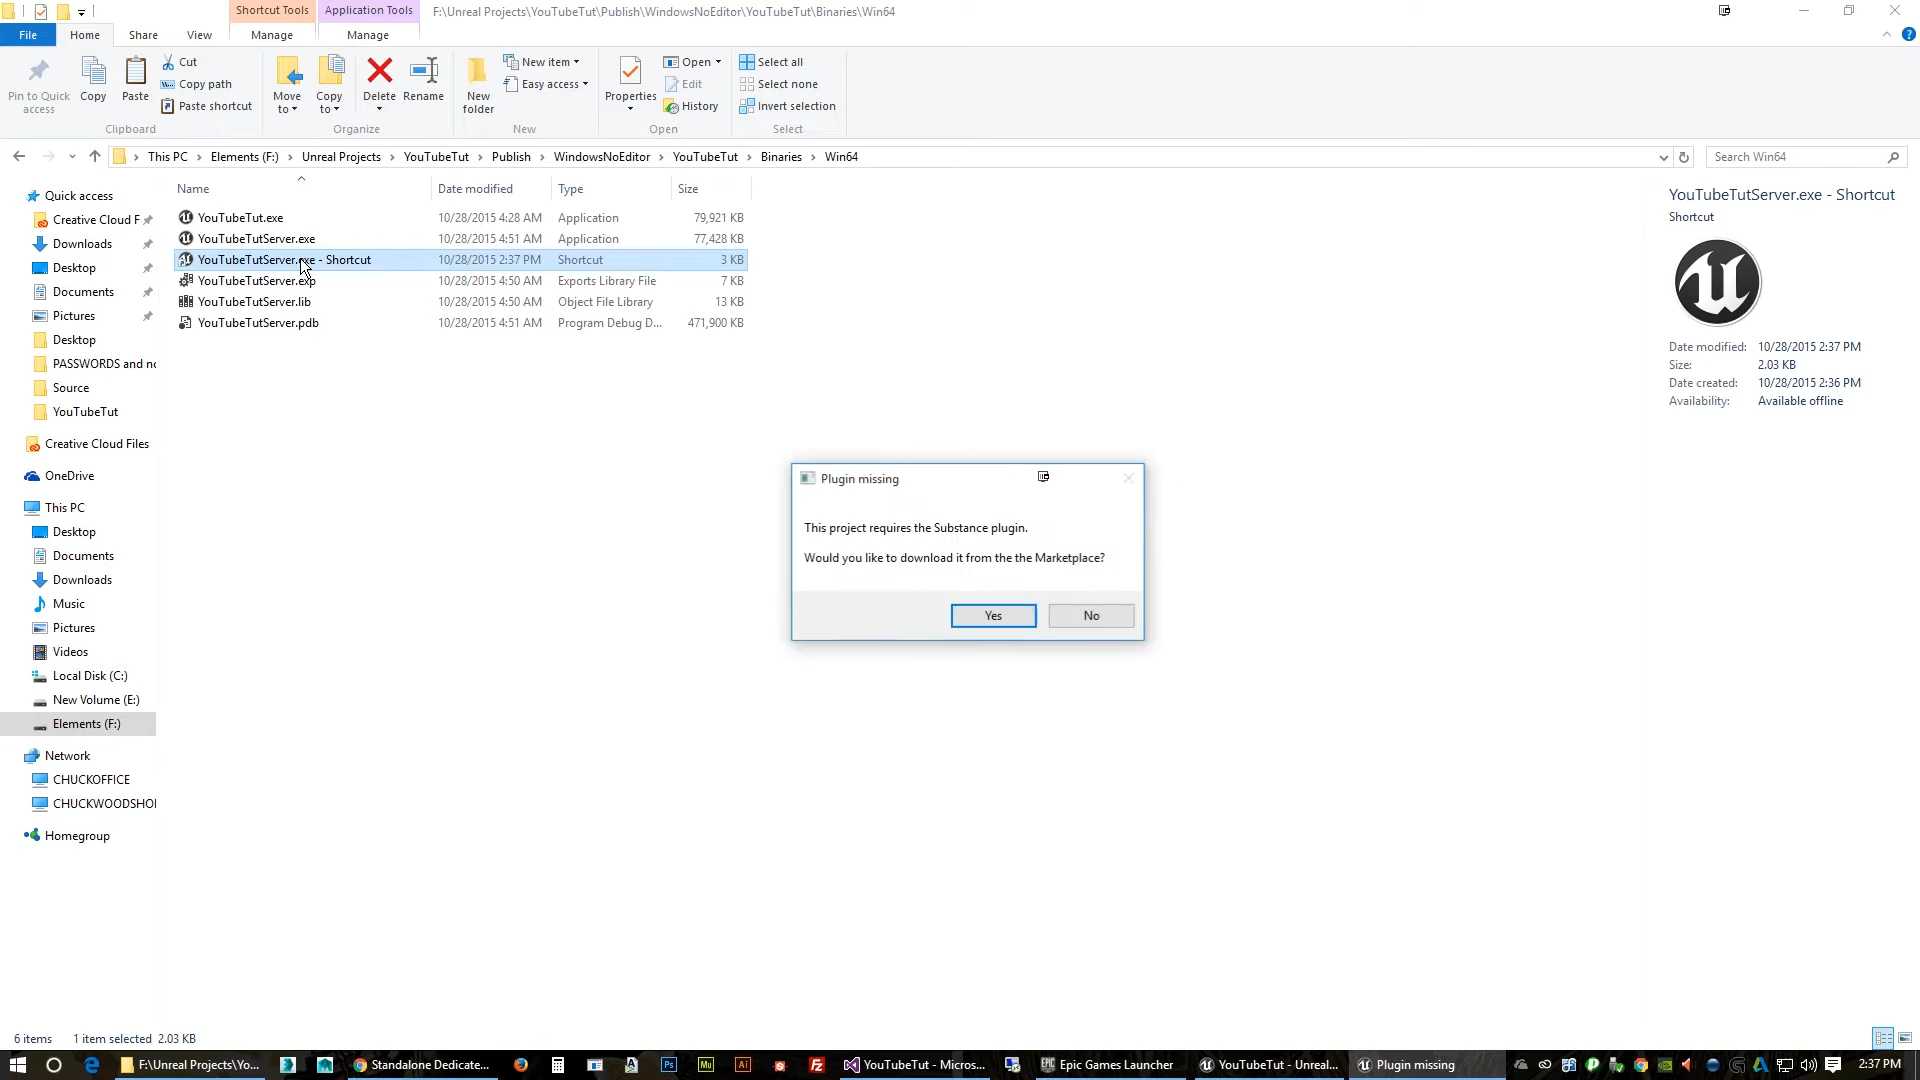 Shortcut Tools
Application Tools
F:\Unreal Projects\YouTubeTut\Publish\WindowsNoEditor\YouTubeTut\Binaries\Win64
File
Home
Share
View
Manage
Manage
Pin to Quick access
Copy
Paste
Cut
Copy path
Paste shortcut
Move to
Copy to
Delete
Rename
New folder
New item
Easy access
Properties
Open
Edit
History
Select all
Select none
Invert selection
Clipboard
Organize
New
Open
Select
This PC
Elements (F:)
Unreal Projects
YouTubeTut
Publish
WindowsNoEditor
YouTubeTut
Binaries
Win64
Search Win64
Name
Date modified
Type
Size
YouTubeTut.exe 10/28/2015 4:28 AM Application 79,921 KB
YouTubeTutServer.exe 10/28/2015 4:51 AM Application 77,428 KB
YouTubeTutServer.exe - Shortcut 10/28/2015 2:37 PM Shortcut 3 KB
YouTubeTutServer.exp 10/28/2015 4:50 AM Exports Library File 7 KB
YouTubeTutServer.lib 10/28/2015 4:50 AM Object File Library 13 KB
YouTubeTutServer.pdb 10/28/2015 4:51 AM Program Debug D... 471,900 KB
Quick access
Creative Cloud F
Downloads
Desktop
Documents
Pictures
Desktop
PASSWORDS and no
Source
YouTubeTut
Creative Cloud Files
OneDrive
This PC
Desktop
Documents
Downloads
Music
Pictures
Videos
Local Disk (C:)
New Volume (E:)
Elements (F:)
Network
CHUCKOFFICE
CHUCKWOODSHO
Homegroup
YouTubeTutServer.exe - Shortcut
Shortcut
Date modified: 10/28/2015 2:37 PM
Size: 2.03 KB
Date created: 10/28/2015 2:36 PM
Availability: Available offline
Plugin missing
This project requires the Substance plugin.
Would you like to download it from the the Marketplace?
Yes
No
6 items
1 item selected 2.03 KB
F:\Unreal Projects\Yo...
Standalone Dedicate...
Ps
Mu
Ai
Fz
YouTubeTut - Micros...
Epic Games Launcher
YouTubeTut - Unreal...
Plugin missing
2:37 PM